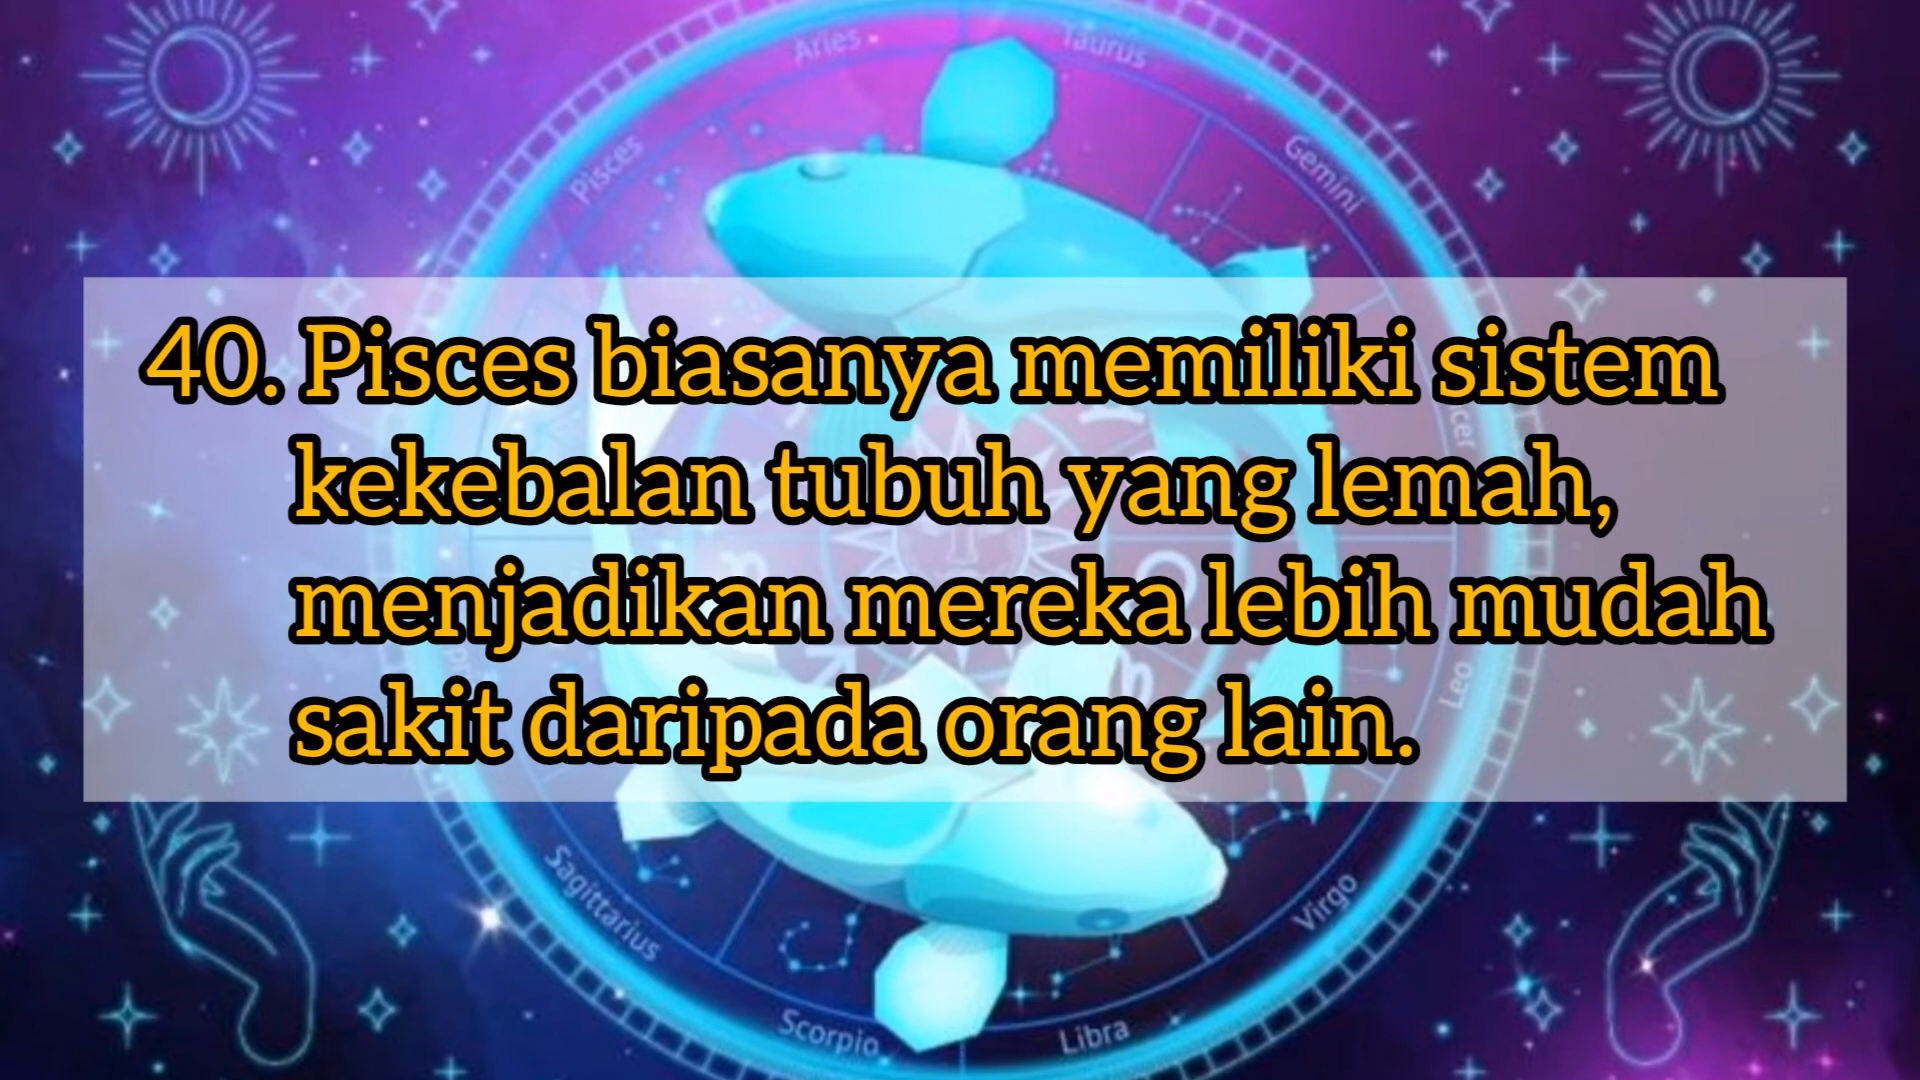 Aries
Taurus
Pisces
Gemini
40. Pisces biasanya memiliki sistem
kekebalan tubuh yang lemah,
menjadikan mereka lebih mudah
sakit daripada orang lain.
Leo
Sagittarius
Virgo
Scorpio
Libra